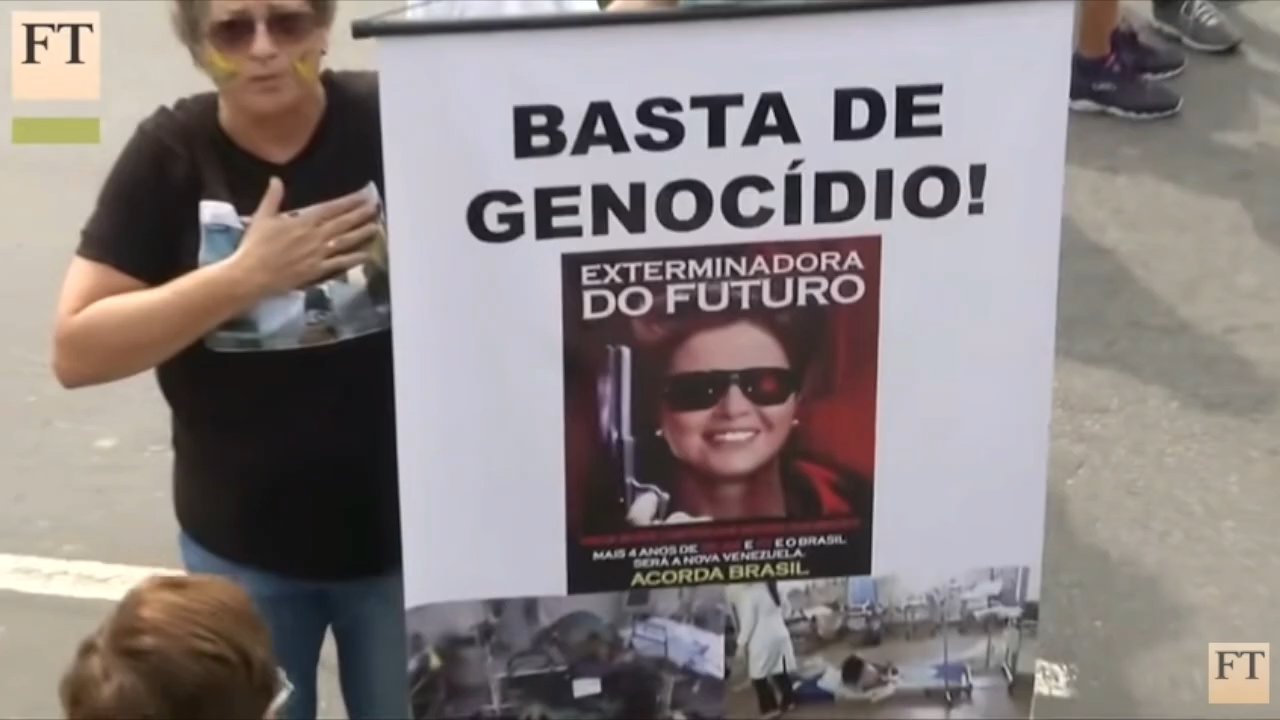 FT
BASTA DE
GENOCÍDIO!
EXTERMINADORA
DO FUTURO
MAIS 4 ANOS DE
E
E O BRASIL
SERÁ A NOVA VENEZUELA.
ACORDA BRASIL
FT